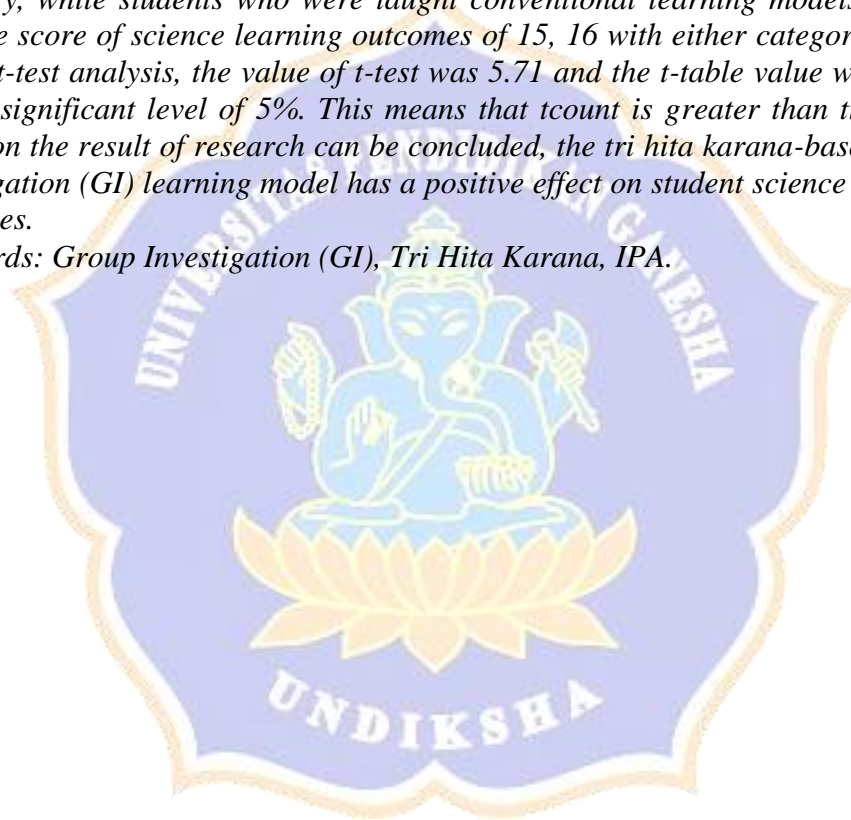 y, while students who were taught conventional learning models
e score of science learning outcomes of 15, 16 with either categor
t-test analysis, the value of t-test was 5.71 and the t-table value w
significant level of 5%. This means that tcount is greater than t
on the result of research can be concluded, the tri hita karana-base
gation (GI) learning model has a positive effect on student science
es.
rds: Group Investigation (GI), Tri Hita Karana, IPA.
UNIVERSITAS PENDIDIKAN GANESHA
UNDIKSHA